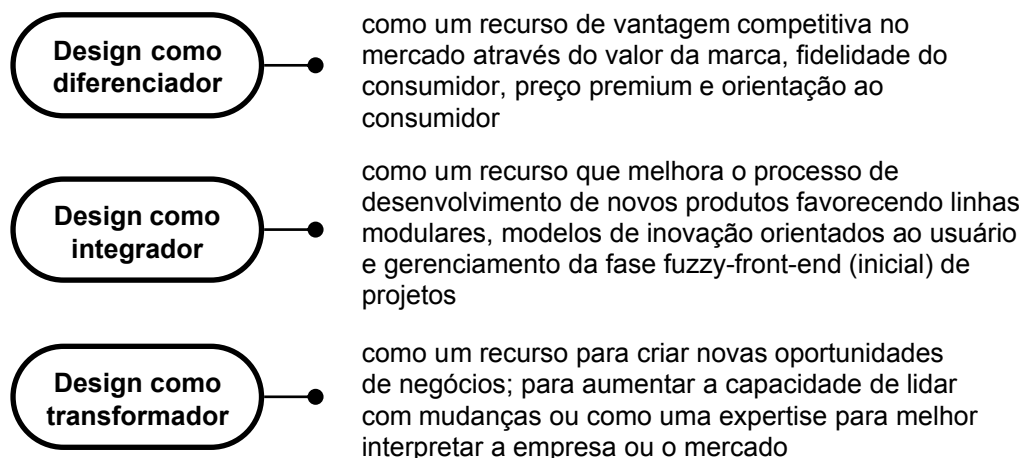 Design como
diferenciador
como um recurso de vantagem competitiva no
mercado através do valor da marca, fidelidade do
consumidor, preço premium e orientação ao
consumidor
Design como
integrador
como um recurso que melhora o processo de
desenvolvimento de novos produtos favorecendo linhas
modulares, modelos de inovação orientados ao usuário
e gerenciamento da fase fuzzy-front-end (inicial) de
projetos
Design como
transformador
como um recurso para criar novas oportunidades
de negócios; para aumentar a capacidade de lidar
com mudanças ou como uma expertise para melhor
interpretar a empresa ou o mercado